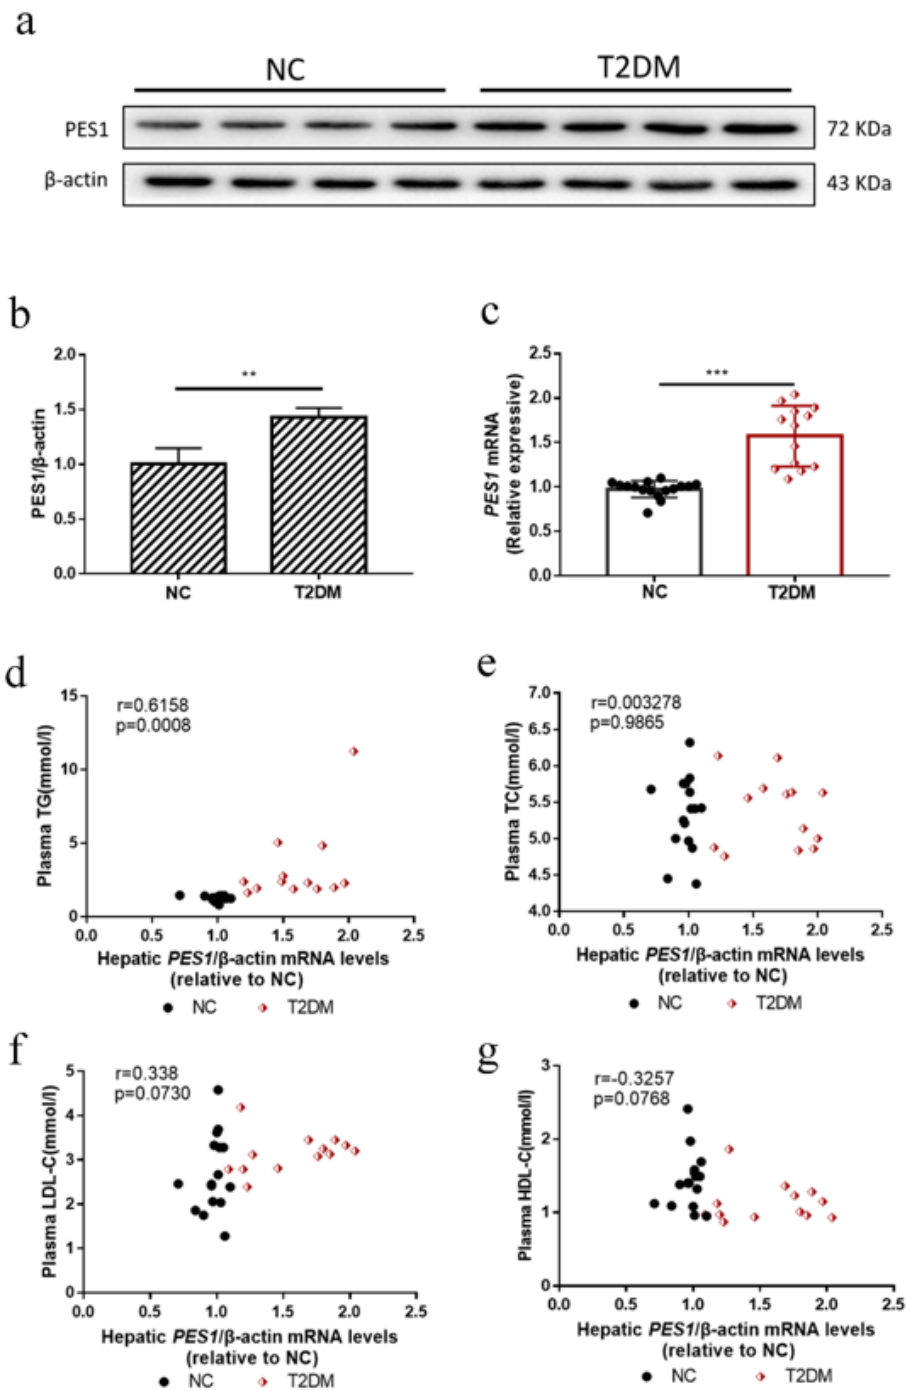 a
NC T2DM
PES1 72 KDa
β-actin 43 KDa
b
PES1/β-actin
2.0
1.5
1.0
0.5
0.0
**
NC T2DM
c
PES1 mRNA
(Relative expressive)
2.5
2.0
1.5
1.0
0.5
0.0
***
NC T2DM
d
r=0.6158
p=0.0008
Plasma TG(mmol/l)
15
10
5
0
0.0 0.5 1.0 1.5 2.0 2.5
Hepatic PES1/β-actin mRNA levels
(relative to NC)
NC T2DM
e
r=0.003278
p=0.9865
Plasma TC(mmol/l)
7.0
6.5
6.0
5.5
5.0
4.5
4.0
0.0 0.5 1.0 1.5 2.0 2.5
Hepatic PES1/β-actin mRNA levels
(relative to NC)
NC T2DM
f
r=0.338
p=0.0730
Plasma LDL-C(mmol/l)
5
4
3
2
1
0
0.0 0.5 1.0 1.5 2.0 2.5
Hepatic PES1/β-actin mRNA levels
(relative to NC)
NC T2DM
g
r=-0.3257
p=0.0768
Plasma HDL-C(mmol/l)
3
2
1
0
0.0 0.5 1.0 1.5 2.0 2.5
Hepatic PES1/β-actin mRNA levels
(relative to NC)
NC T2DM